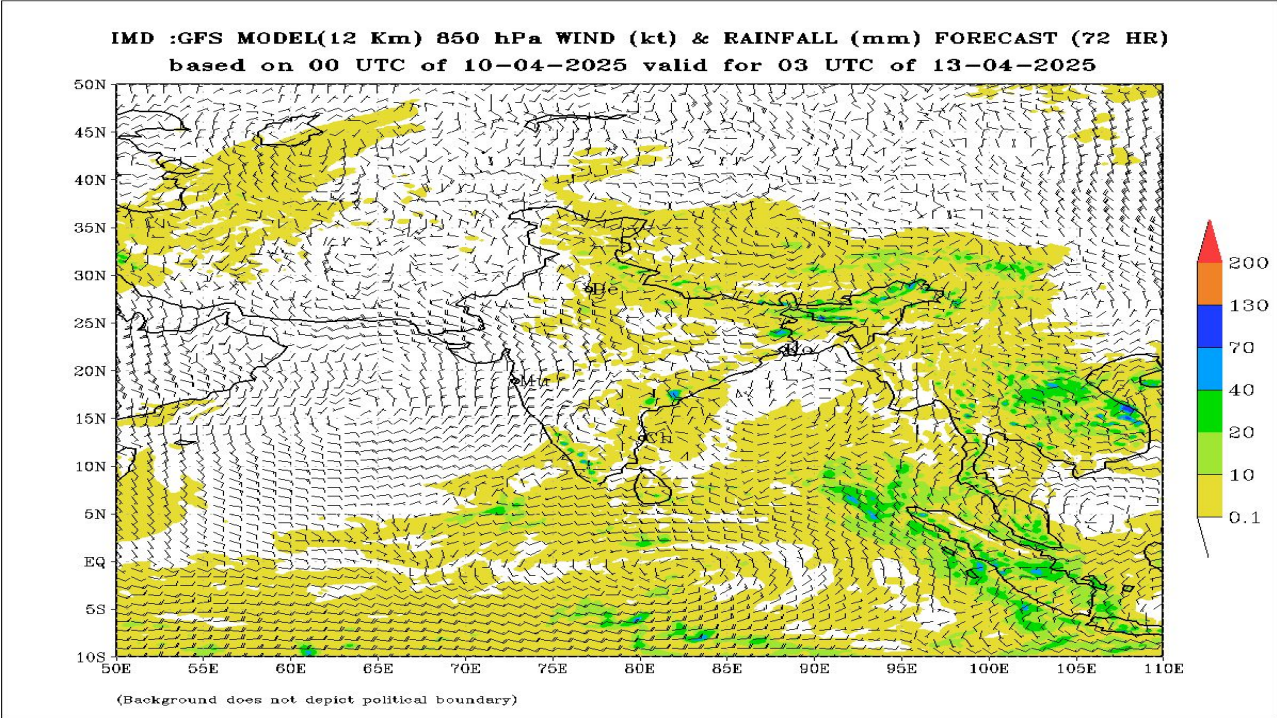 IMD :GFS MODEL(12 Km) 850 hPa WIND (kt) & RAINFALL (mm) FORECAST (72 HR)
based on 00 UTC of 10-04-2025 valid for 03 UTC of 13-04-2025
50N
45N
40N
35N
30N
25N
20N
15N
10N
5N
EQ
5S
10S
De
Mu
Ch
200
130
70
40
20
10
0.1
50E 55E 60E 65E 70E 75E 80E 85E 90E 95E 100E 105E 110E
(Background does not depict political boundary)